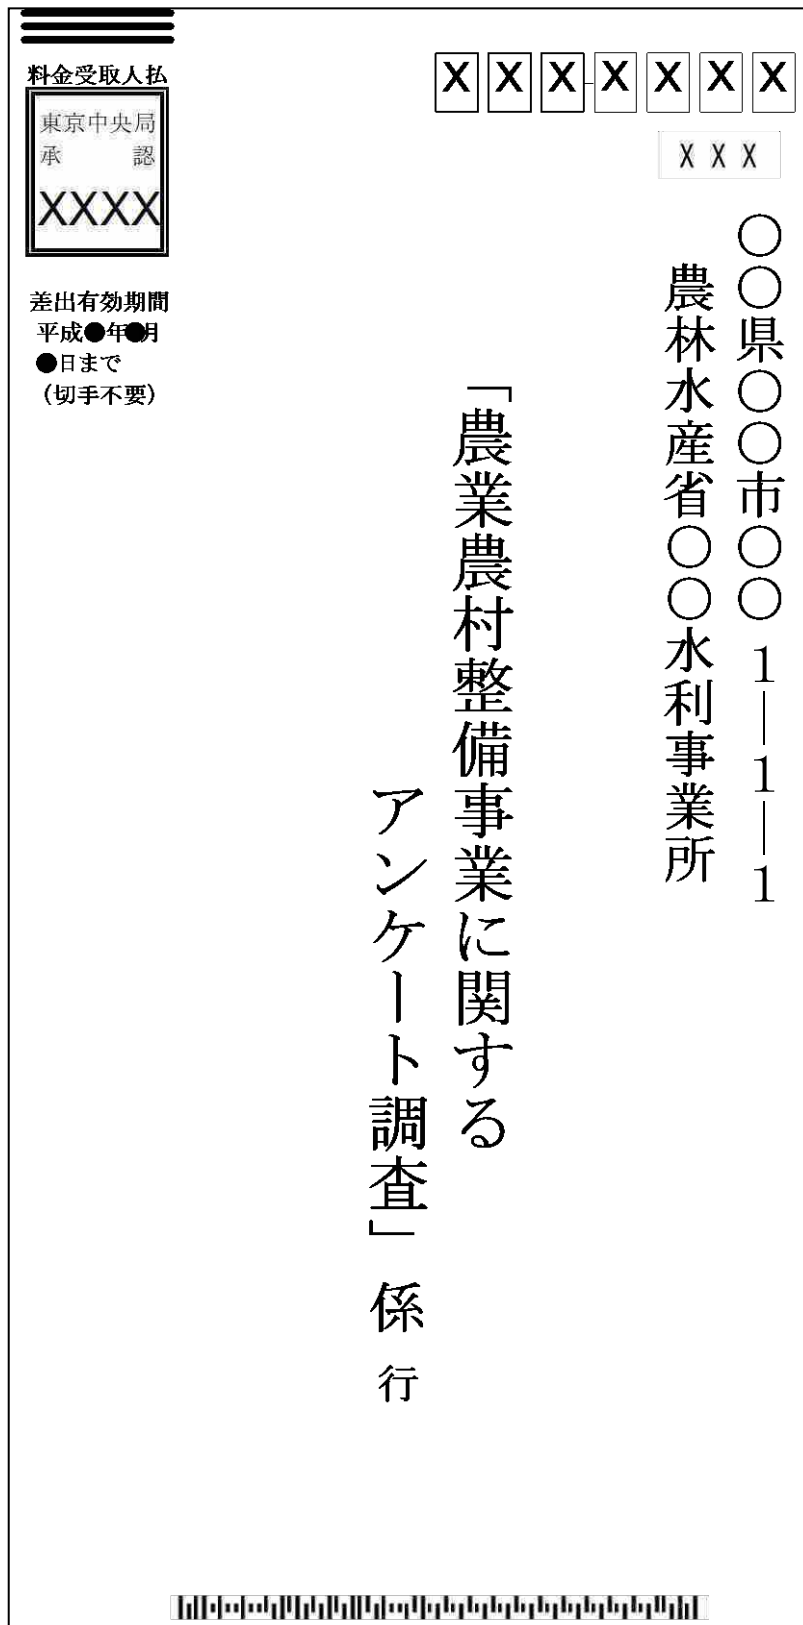 料金受取人払
東京中央局
承　認
XXXX
差出有効期間
平成●年●月
●日まで
（切手不要）
XXX-XXXX
X X X
○○県○○市○○　1―1―1
農林水産省○○水利事業所
「農業農村整備事業に関する
アンケート調査」係　行